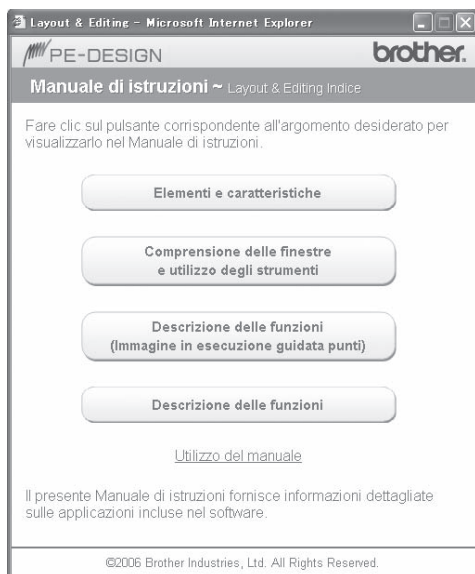 Layout & Editing - Microsoft Internet Explorer
PE-DESIGN
brother.
Manuale di istruzioni ~ Layout & Editing Indice
Fare clic sul pulsante corrispondente all'argomento desiderato per
visualizzarlo nel Manuale di istruzioni.
Elementi e caratteristiche
Comprensione delle finestre
e utilizzo degli strumenti
Descrizione delle funzioni
(Immagine in esecuzione guidata punti)
Descrizione delle funzioni
Utilizzo del manuale
Il presente Manuale di istruzioni fornisce informazioni dettagliate
sulle applicazioni incluse nel software.
©2006 Brother Industries, Ltd. All Rights Reserved.